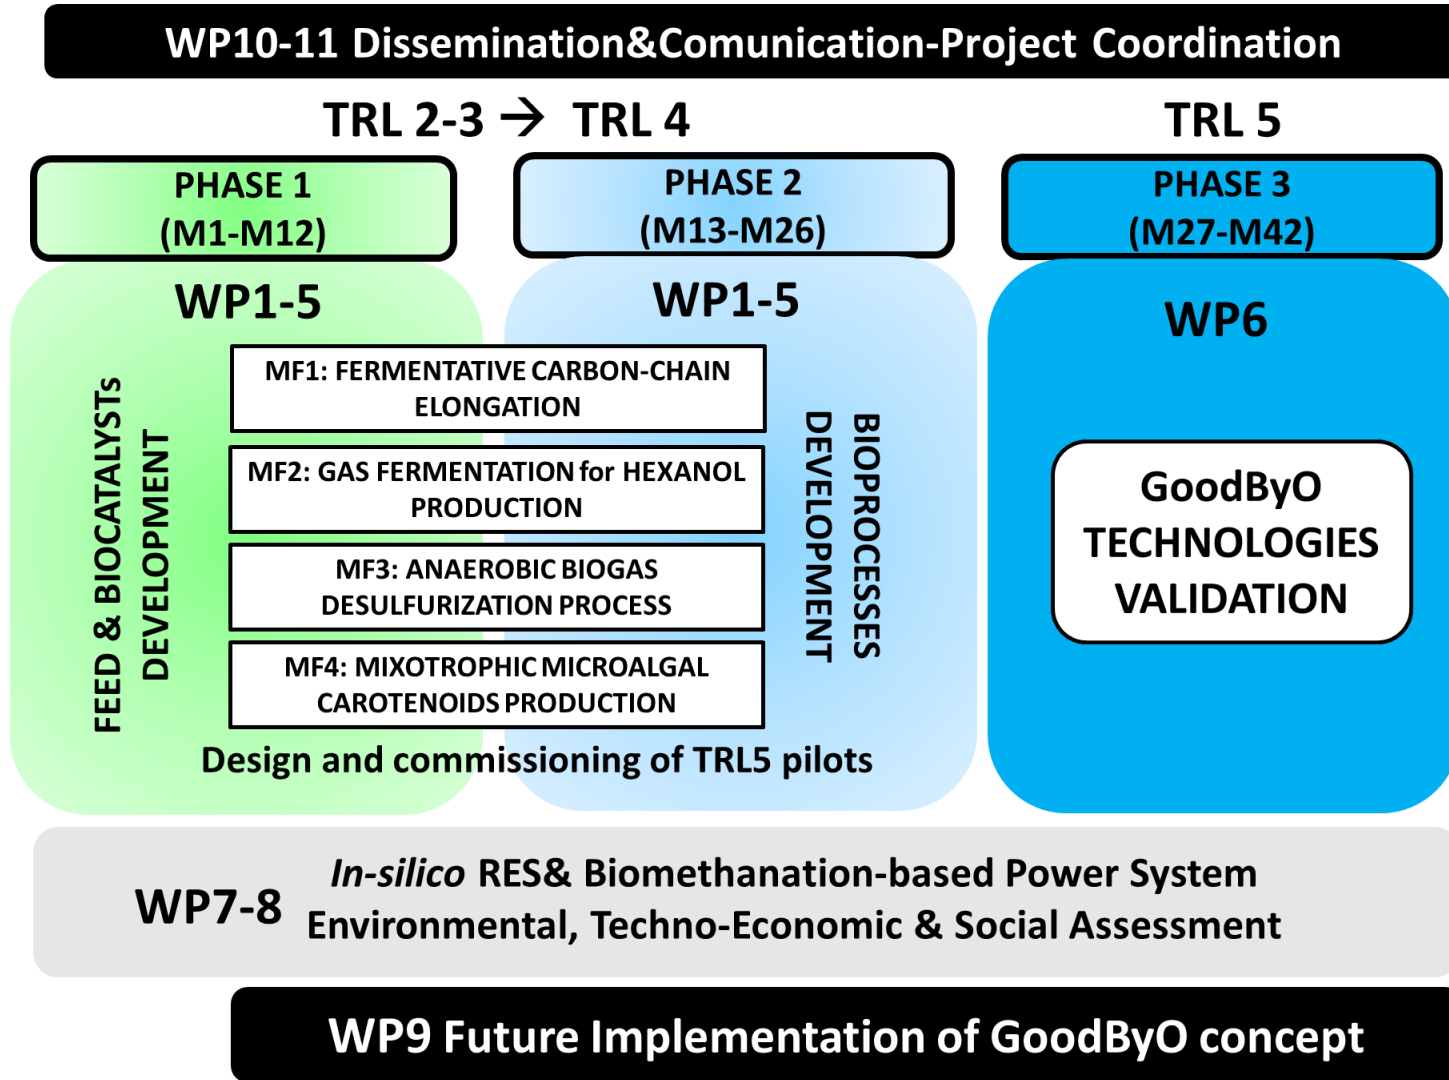 WP10-11 Dissemination&Comunication-Project Coordination
TRL 2-3 → TRL 4
TRL 5
PHASE 1
(M1-M12)
PHASE 2
(M13-M26)
PHASE 3
(M27-M42)
WP1-5
WP1-5
WP6
FEED & BIOCATALYSTs
DEVELOPMENT
MF1: FERMENTATIVE CARBON-CHAIN
ELONGATION
MF2: GAS FERMENTATION for HEXANOL
PRODUCTION
MF3: ANAEROBIC BIOGAS
DESULFURIZATION PROCESS
MF4: MIXOTROPHIC MICROALGAL
CAROTENOIDS PRODUCTION
BIOPROCESSES
DEVELOPMENT
Design and commissioning of TRL5 pilots
GoodByO
TECHNOLOGIES
VALIDATION
WP7-8
In-silico RES& Biomethanation-based Power System
Environmental, Techno-Economic & Social Assessment
WP9 Future Implementation of GoodByO concept